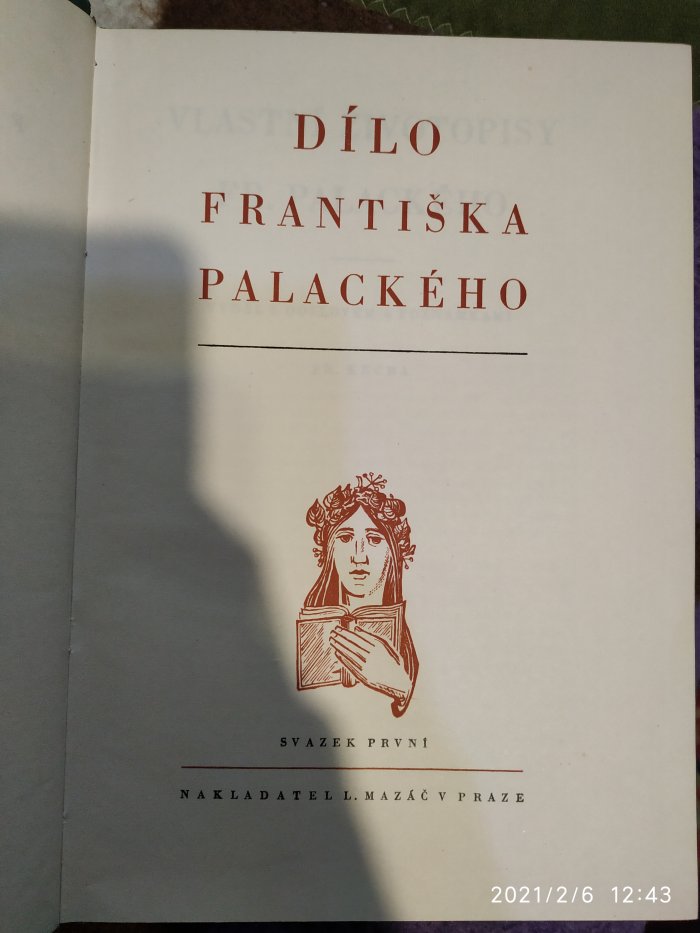 DÍLO
FRANTIŠKA
PALACKÉHO
SVAZEK PRVNÍ
NAKLADATEL L. MAZÁČ V PRAZE
2021/2/6 12:43